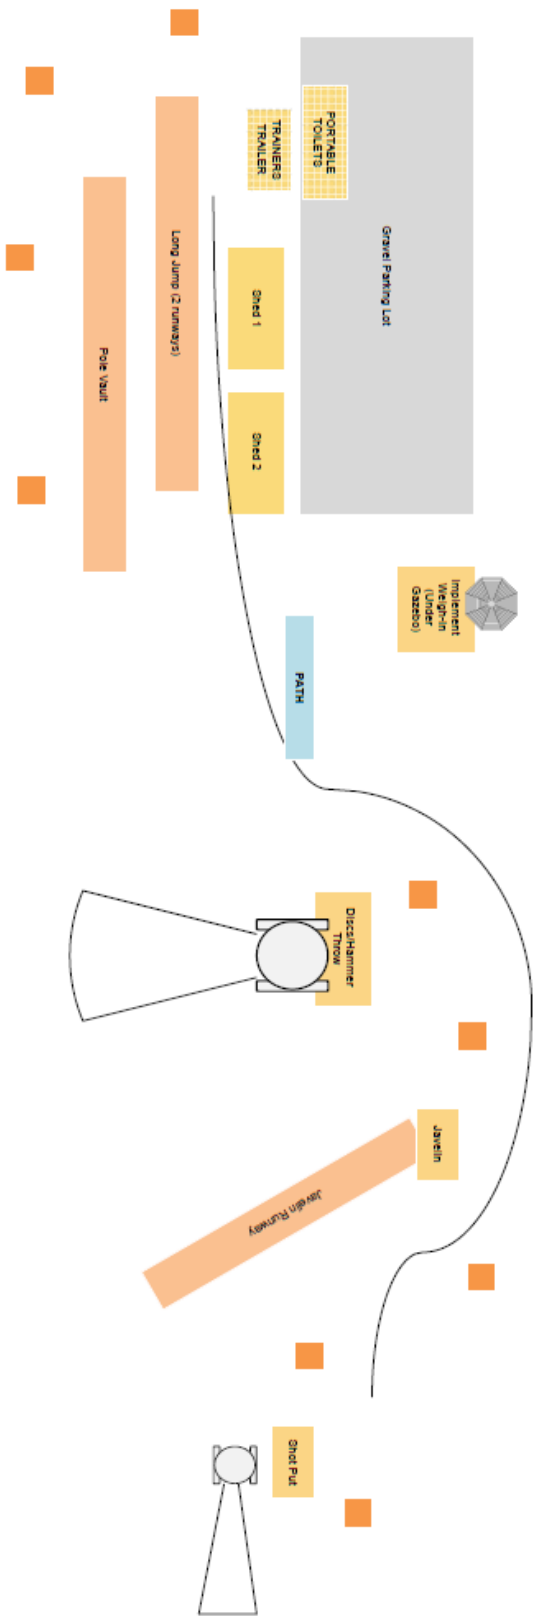 PORTABLE
TOILETS
TRAINERS
TRAILER
Gravel Parking Lot
Long Jump (2 runways)
Shed 1
Pole Vault
Shed 2
Implement
Weigh-in
(Under
Gazebo)
PATH
Discs/Hammer
Throw
Javelin
Javelin Runway
Shot Put